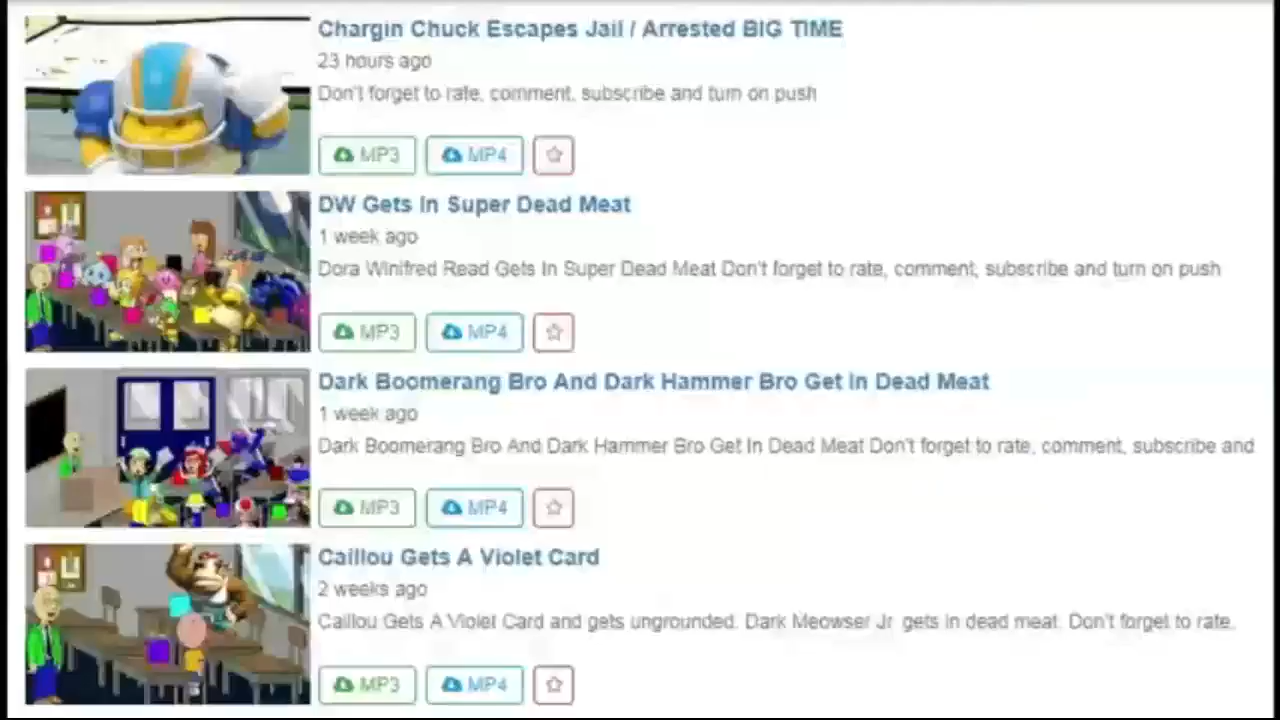 Chargin Chuck Escapes Jail / Arrested BIG TIME
23 hours ago
Don't forget to rate, comment, subscribe and turn on push
MP3 MP4
DW Gets In Super Dead Meat
1 week ago
Dora Winifred Read Gets In Super Dead Meat Don't forget to rate, comment, subscribe and turn on push
MP3 MP4
Dark Boomerang Bro And Dark Hammer Bro Get In Dead Meat
1 week ago
Dark Boomerang Bro And Dark Hammer Bro Get In Dead Meat Don't forget to rate, comment, subscribe and
MP3 MP4
Caillou Gets A Violet Card
2 weeks ago
Caillou Gets A Violet Card and gets ungrounded. Dark Meowser Jr gets in dead meat. Don't forget to rate,
MP3 MP4